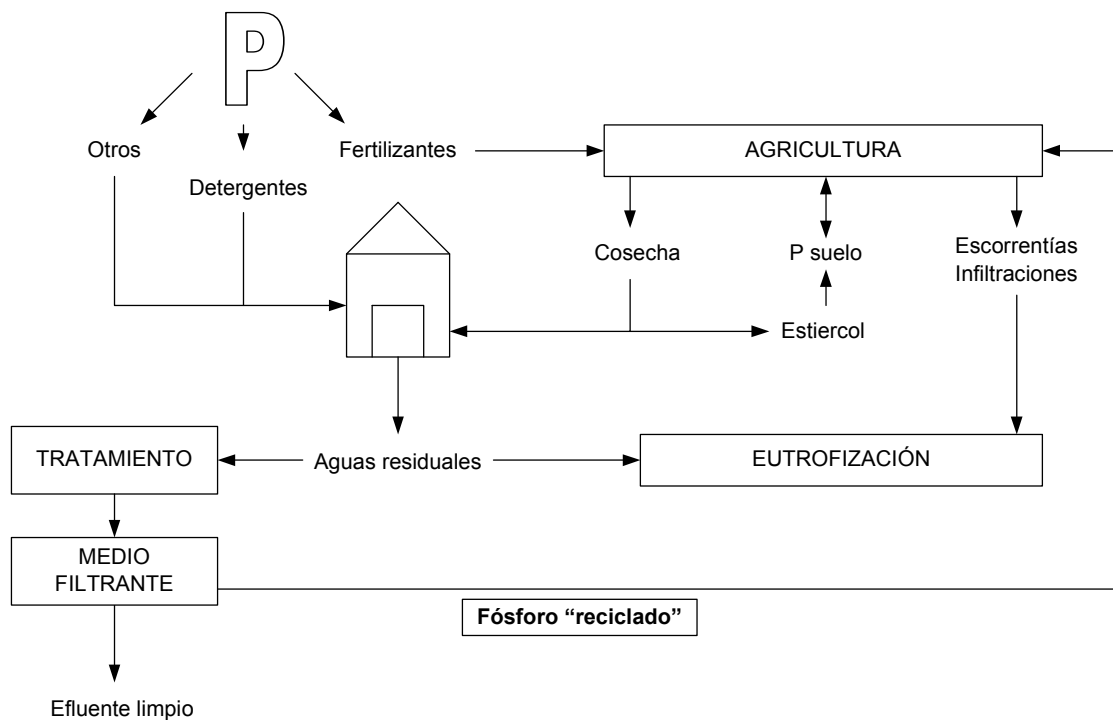 P
Otros
Detergentes
Fertilizantes
AGRICULTURA
Cosecha
P suelo
Escorrentías
Infiltraciones
Estiercol
TRATAMIENTO
Aguas residuales
EUTROFIZACIÓN
MEDIO
FILTRANTE
Fósforo “reciclado”
Efluente limpio